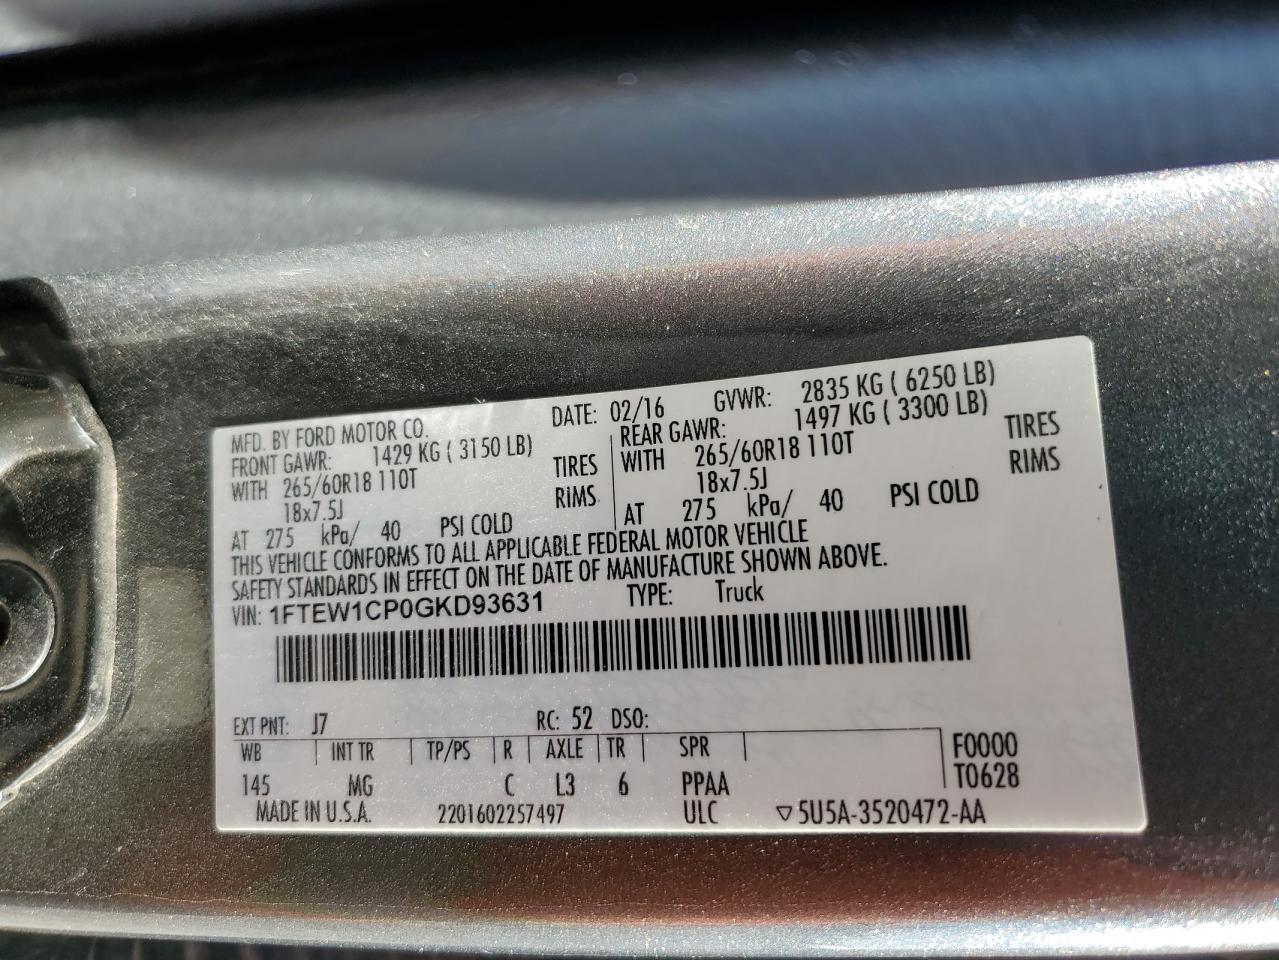 MFD. BY FORD MOTOR CO. DATE: 02/16 GVWR: 2835 KG ( 6250 LB)
FRONT GAWR: 1429 KG ( 3150 LB) REAR GAWR: 1497 KG ( 3300 LB)
WITH 265/60R18 110T TIRES WITH 265/60R18 110T TIRES
18x7.5J RIMS 18x7.5J RIMS
AT 275 kPa/ 40 PSI COLD AT 275 kPa/ 40 PSI COLD
THIS VEHICLE CONFORMS TO ALL APPLICABLE FEDERAL MOTOR VEHICLE
SAFETY STANDARDS IN EFFECT ON THE DATE OF MANUFACTURE SHOWN ABOVE.
VIN: 1FTEW1CP0GKD93631 TYPE: Truck
EXT PNT: J7 RC: 52 DSO:
WB INT TR TP/PS R AXLE TR SPR F0000
145 MG C L3 6 PPAA T0628
MADE IN U.S.A. 2201602257497 ULC ▽5U5A-3520472-AA